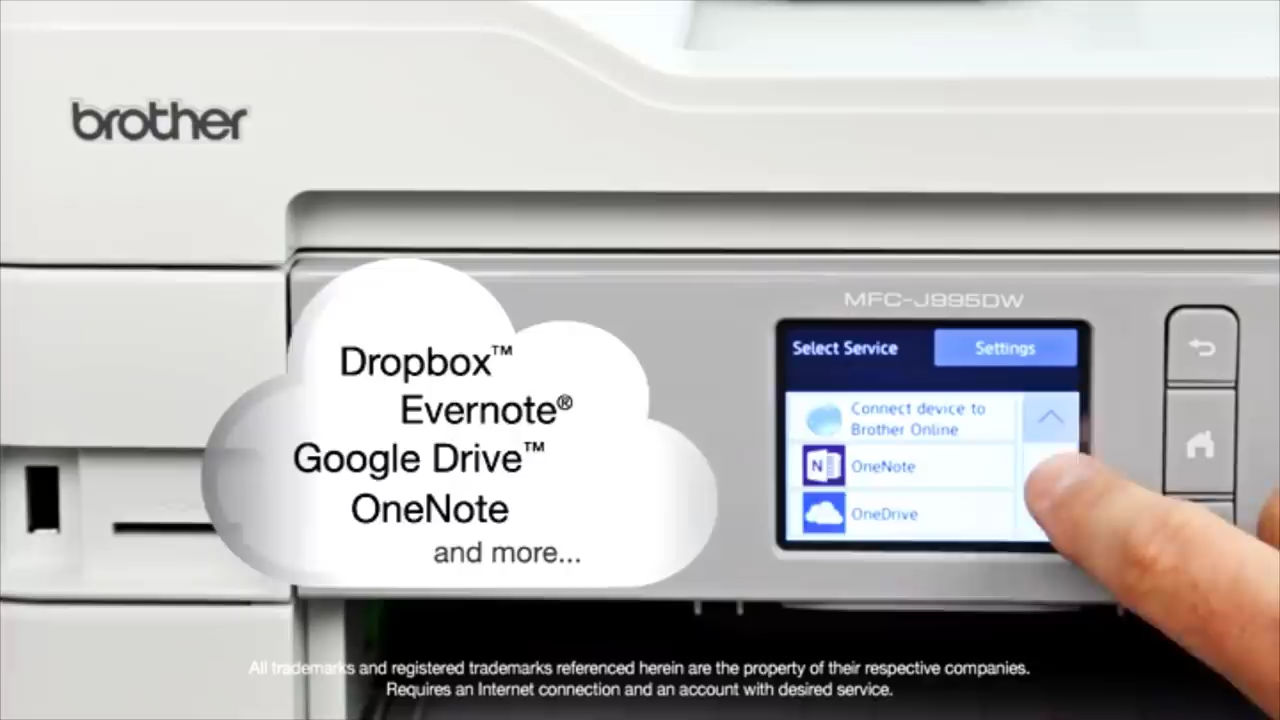 brother
MFC-J995DW
Select Service
Settings
Connect device to
Brother Online
N
OneNote
OneDrive
Dropbox™
Evernote®
Google Drive™
OneNote
and more...
All trademarks and registered trademarks referenced herein are the property of their respective companies.
Requires an Internet connection and an account with desired service.